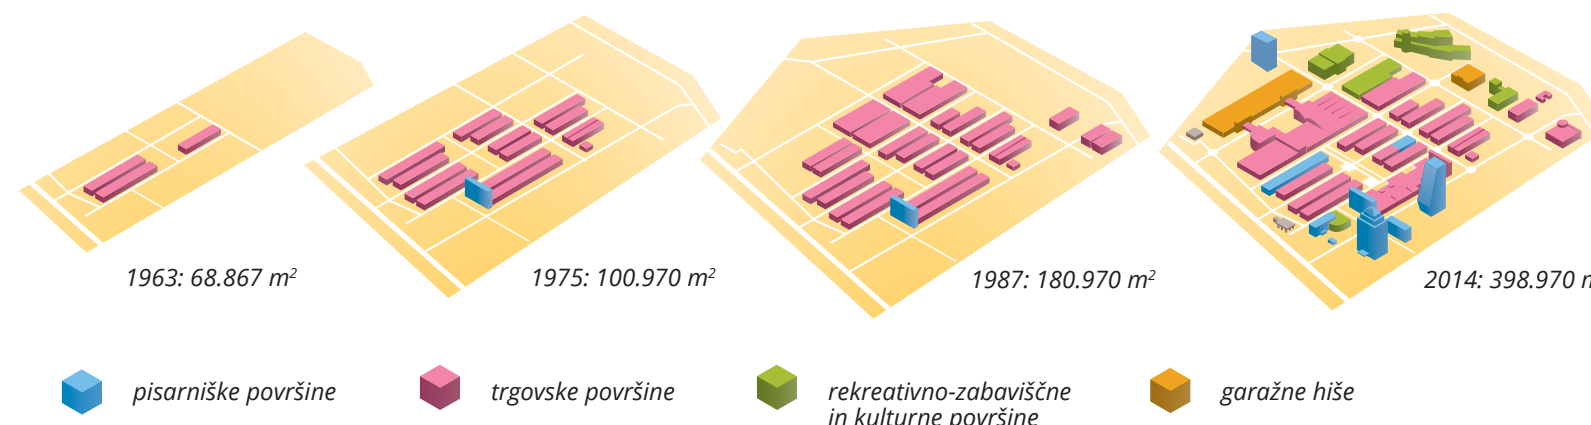 1963: 68.867 m²
1975: 100.970 m²
1987: 180.970 m²
2014: 398.970 m
pisarniške površine
trgovske površine
rekreativno-zabaviščne
in kulturne površine
garažne hiše